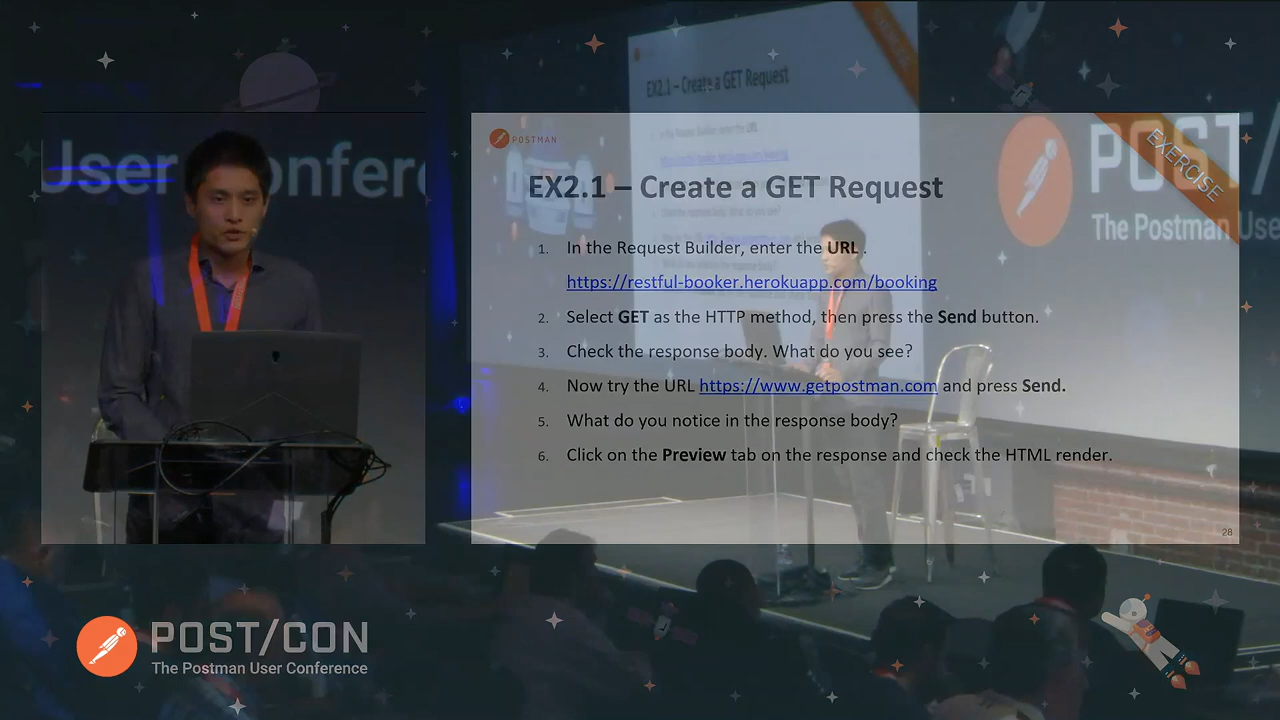 User Confere
POSTMAN
EXERCISE
EX2.1 – Create a GET Request
1. In the Request Builder, enter the URL .
https://restful-booker.herokuapp.com/booking
2. Select GET as the HTTP method, then press the Send button.
3. Check the response body. What do you see?
4. Now try the URL https://www.getpostman.com and press Send.
5. What do you notice in the response body?
6. Click on the Preview tab on the response and check the HTML render.
28
EX2.1 – Create a GET Request
POST/
The Postman Use
POST/CON
The Postman User Conference